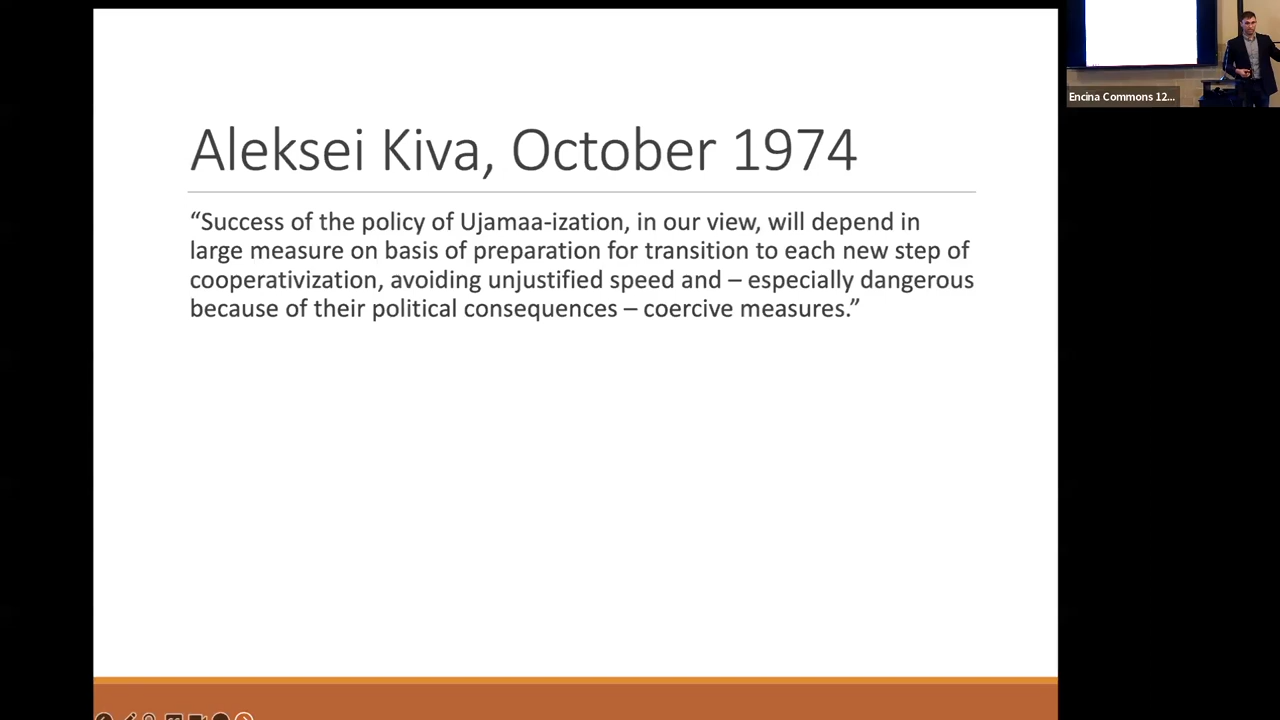 Aleksei Kiva, October 1974
“Success of the policy of Ujamaa-ization, in our view, will depend in
large measure on basis of preparation for transition to each new step of
cooperativization, avoiding unjustified speed and – especially dangerous
because of their political consequences – coercive measures.”
Encina Commons 12...